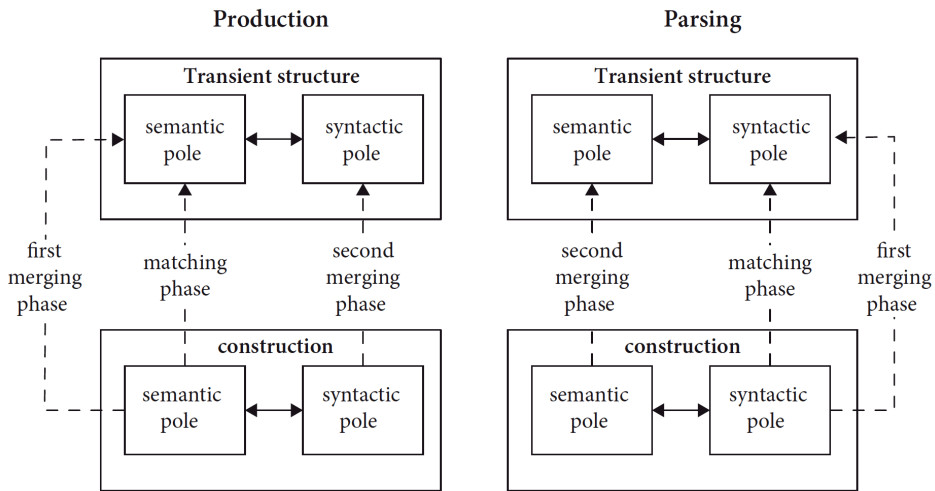 Production
Transient structure
semantic
pole
syntactic
pole
first
merging
phase
matching
phase
second
merging
phase
construction
semantic
pole
syntactic
pole
Parsing
Transient structure
semantic
pole
syntactic
pole
second
merging
phase
matching
phase
first
merging
phase
construction
semantic
pole
syntactic
pole